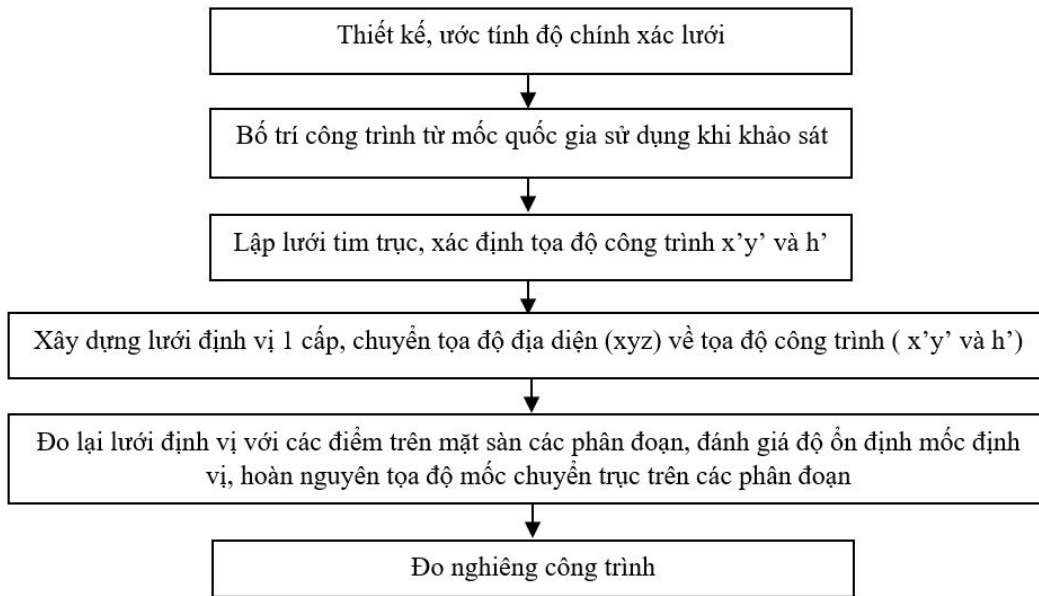 Thiết kế, ước tính độ chính xác lưới
Bố trí công trình từ mốc quốc gia sử dụng khi khảo sát
Lập lưới tim trục, xác định tọa độ công trình x’y’ và h’
Xây dựng lưới định vị 1 cấp, chuyển tọa độ địa diện (xyz) về tọa độ công trình ( x’y’ và h’)
Đo lại lưới định vị với các điểm trên mặt sàn các phân đoạn, đánh giá độ ổn định mốc định
vị, hoàn nguyên tọa độ mốc chuyển trục trên các phân đoạn
Đo nghiêng công trình